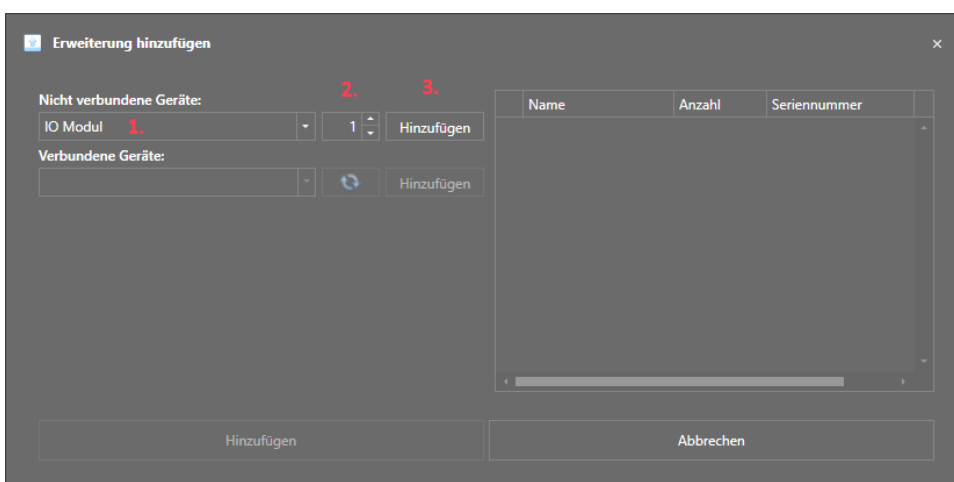 Erweiterung hinzufügen
Nicht verbundene Geräte:
2.
3.
IO Modul
1.
1
Hinzufügen
Verbundene Geräte:
Hinzufügen
Name
Anzahl
Seriennummer
Hinzufügen
Abbrechen